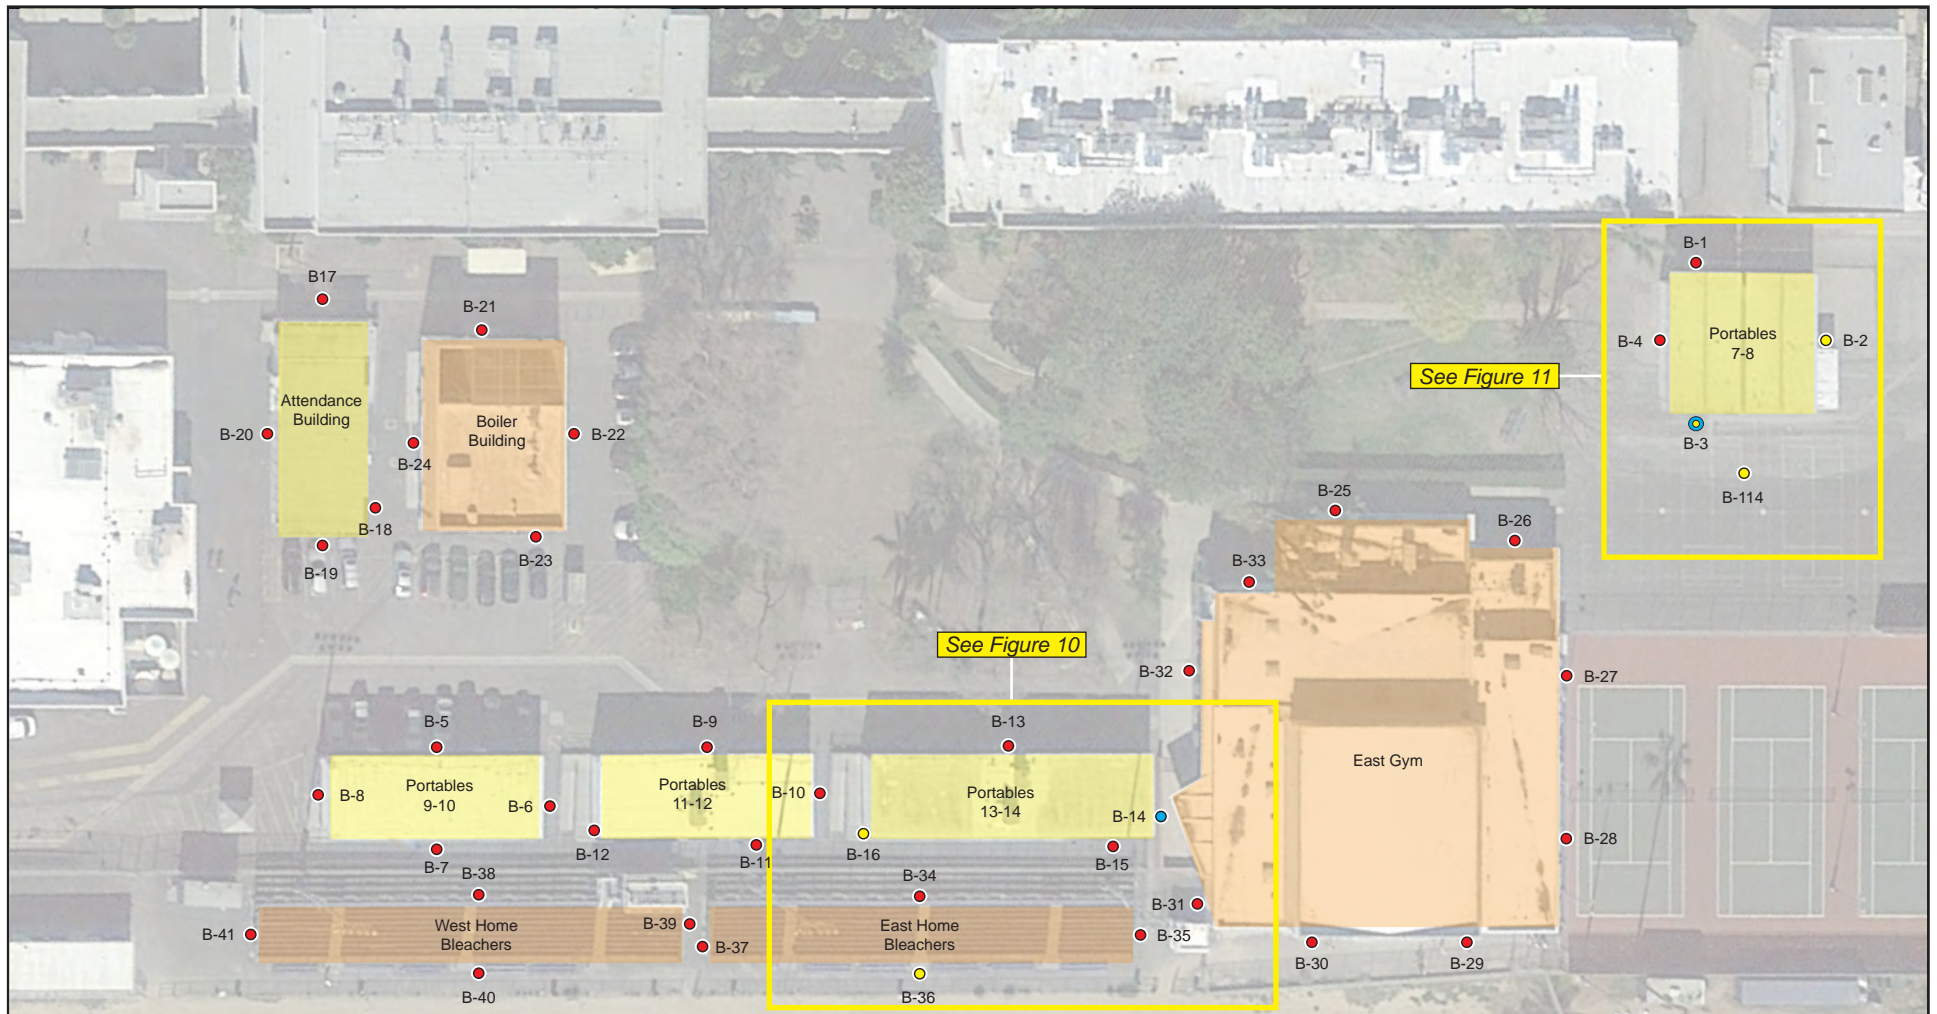 B-1
B17
B-21
B-4
Portables
7-8
B-2
See Figure 11
Attendance
Building
Boiler
Building
B-20
B-22
B-24
B-3
B-114
B-25
B-18
B-26
B-23
B-19
B-33
See Figure 10
B-32
B-27
B-5
B-9
B-13
East Gym
B-8
Portables
9-10
B-6
Portables
11-12
B-10
Portables
13-14
B-14
B-28
B-12
B-11
B-16
B-15
B-7
B-38
B-34
B-31
B-41
West Home
Bleachers
B-39
B-37
East Home
Bleachers
B-35
B-30
B-29
B-40
B-36